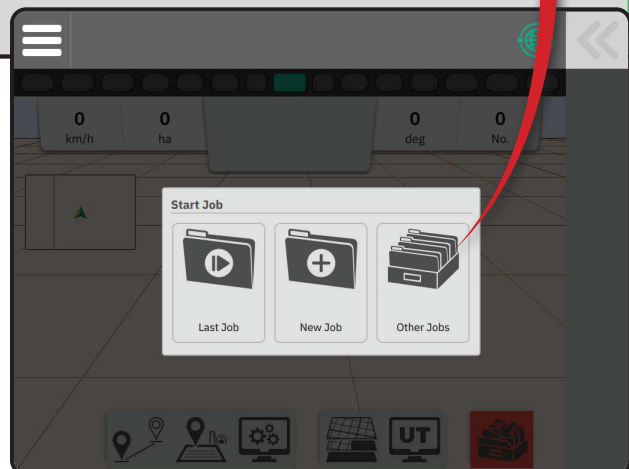 0 0 0 0
km/h ha deg No.
Start Job
Last Job New Job Other Jobs
UT